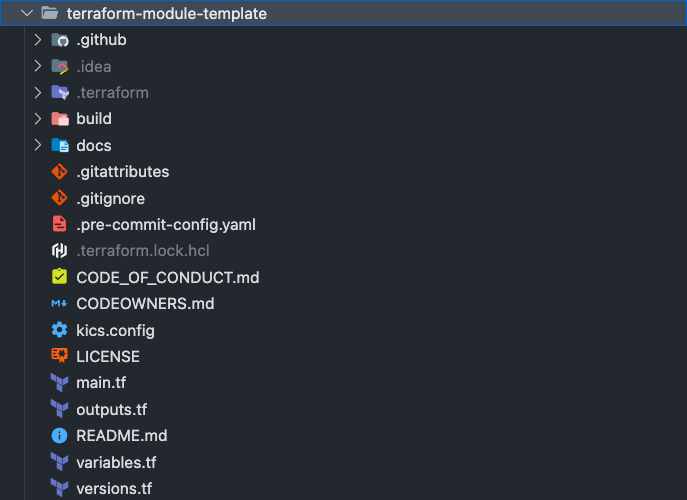 terraform-module-template
.github
.idea
.terraform
build
docs
.gitattributes
.gitignore
.pre-commit-config.yaml
.terraform.lock.hcl
CODE_OF_CONDUCT.md
CODEOWNERS.md
kics.config
LICENSE
main.tf
outputs.tf
README.md
variables.tf
versions.tf